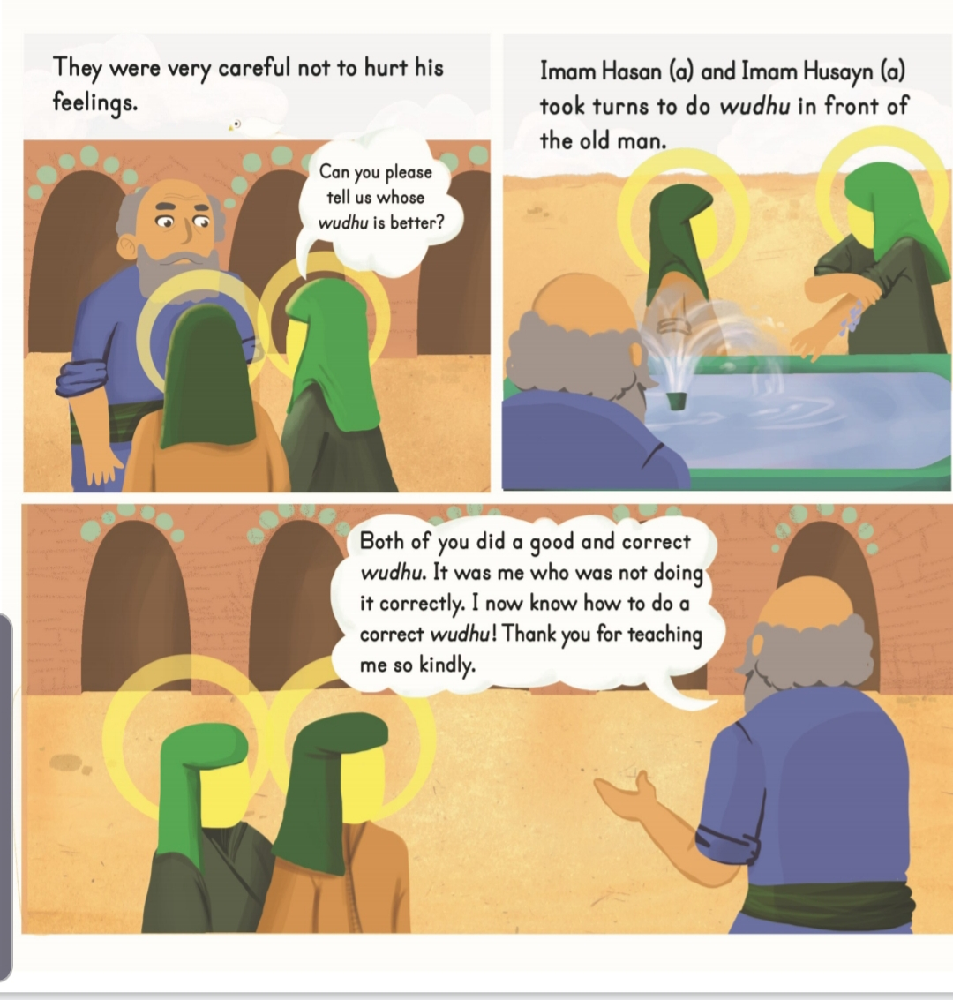 They were very careful not to hurt his
feelings.
Can you please
tell us whose
wudhu is better?
Imam Hasan (a) and Imam Husayn (a)
took turns to do wudhu in front of
the old man.
Both of you did a good and correct
wudhu. It was me who was not doing
it correctly. I now know how to do a
correct wudhu! Thank you for teaching
me so kindly.